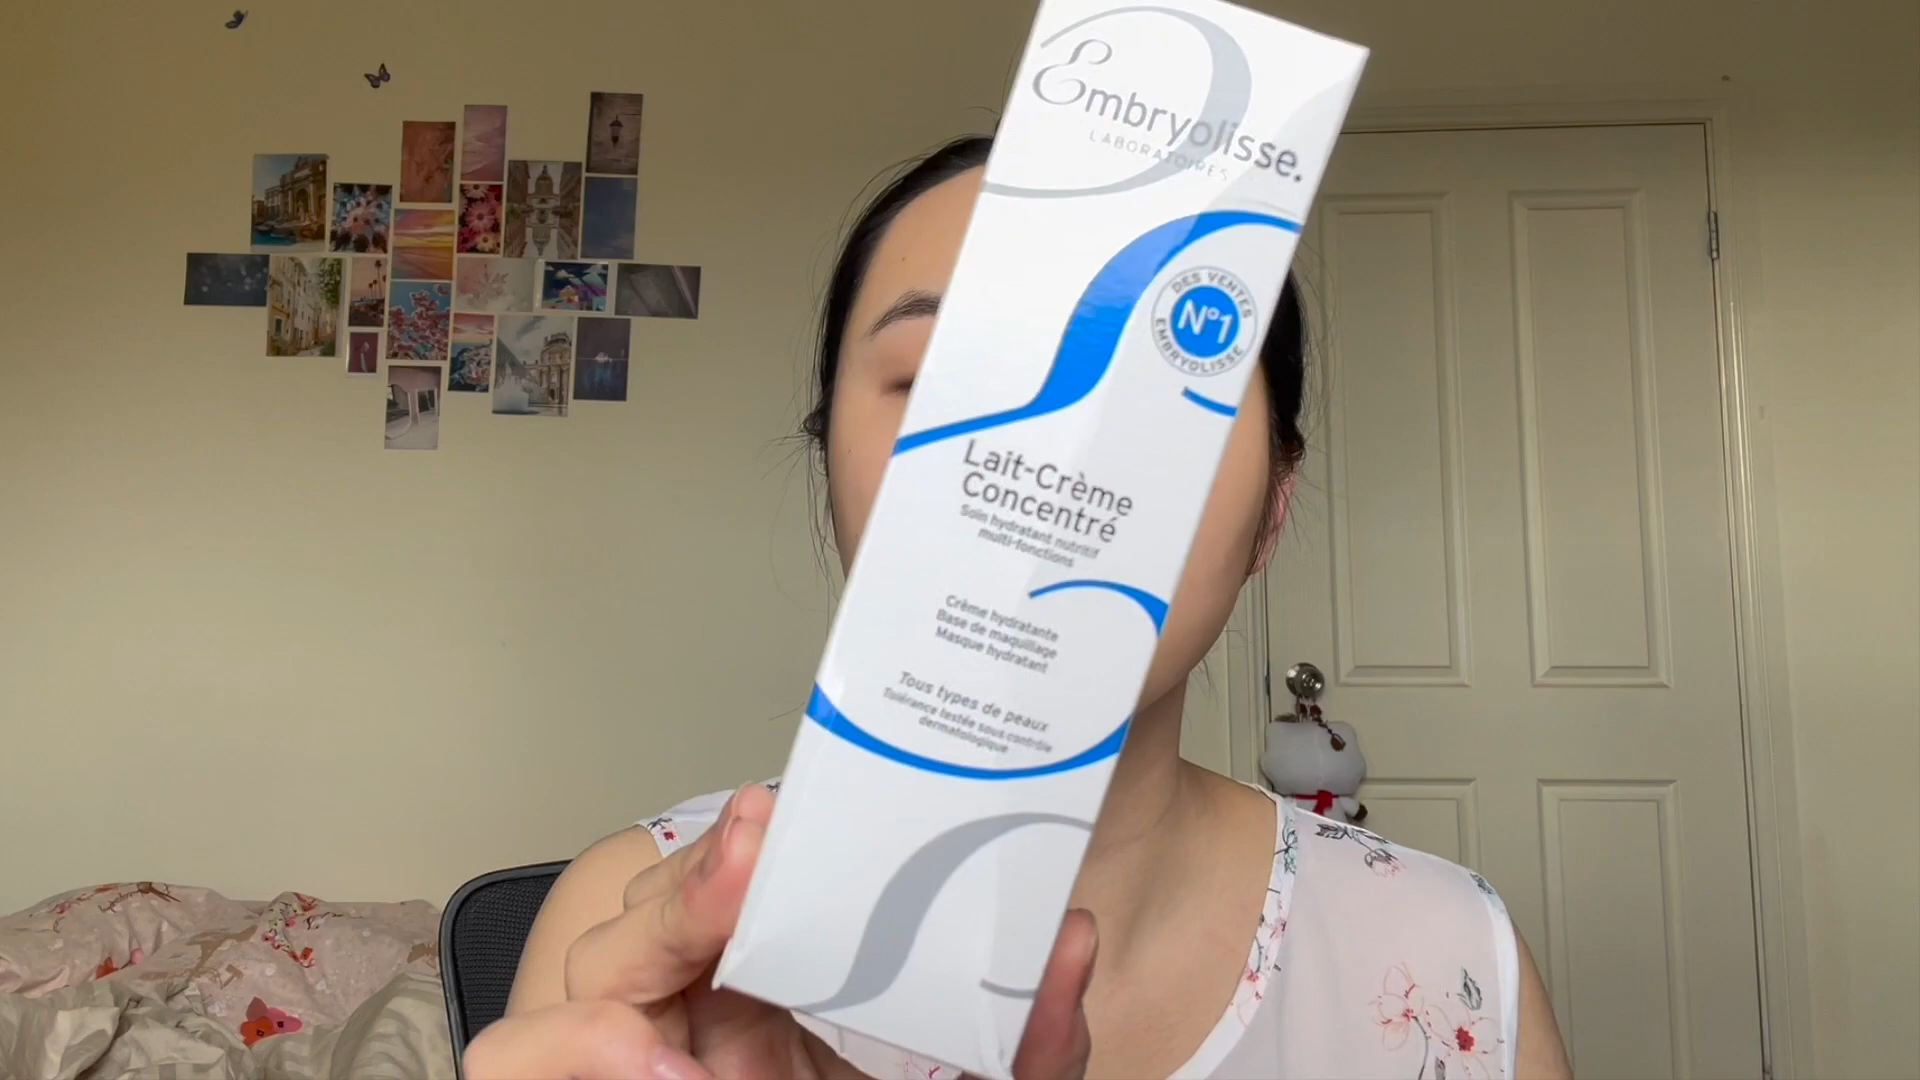 Embryolisse.
LABORATOIRES
DES VENTES
N°1
EMBRYOLISSE
Lait-Crème
Concentré
Soin hydratant nutritif
multi-fonctions
Crème hydratante
Base de maquillage
Masque hydratant
Tous types de peaux
Tolérance testée sous contrôle
dermatologique